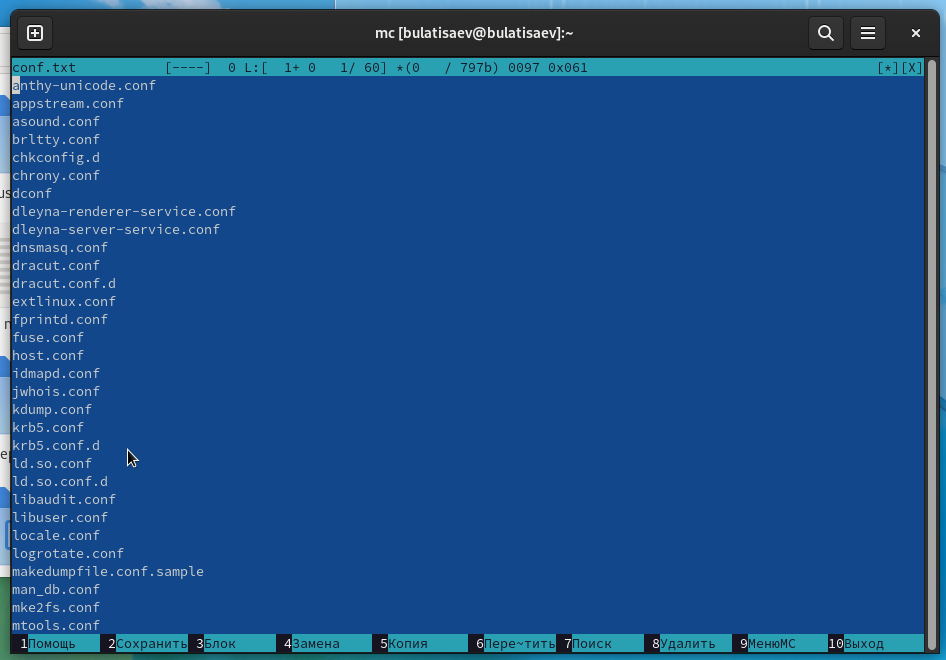 mc [bulatisaev@bulatisaev]:~
conf.txt [----] 0 L:[ 1+ 0 1/ 60] *(0 / 797b) 0097 0x061 [*][X]
anthy-unicode.conf
appstream.conf
asound.conf
brltty.conf
chkconfig.d
chrony.conf
dconf
dleyna-renderer-service.conf
dleyna-server-service.conf
dnsmasq.conf
dracut.conf
dracut.conf.d
extlinux.conf
fprintd.conf
fuse.conf
host.conf
idmapd.conf
jwhois.conf
kdump.conf
krb5.conf
krb5.conf.d
ld.so.conf
ld.so.conf.d
libaudit.conf
libuser.conf
locale.conf
logrotate.conf
makedumpfile.conf.sample
man_db.conf
mke2fs.conf
mtools.conf
1Помощь 2Сохранить 3Блок 4Замена 5Копия 6Пере~тить 7Поиск 8Удалить 9МенюМС 10Выход